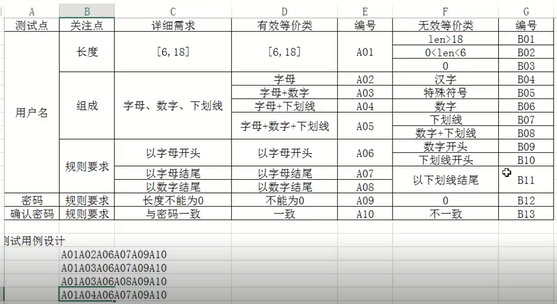 A B C D E F G
测试点 关注点 详细需求 有效等价类 编号 无效等价类 编号
用户名 长度 [6,18] [6,18] A01 len>18 B01
0<len<6 B02
0 B03
组成 字母、数字、下划线 字母 A02 汉字 B04
字母+数字 A03 特殊符号 B05
字母+下划线 A04 数字 B06
字母+数字+下划线 A05 下划线 B07
数字+下划线 B08
规则要求 以字母开头 以字母开头 A06 数字开头 B09
下划线开头 B10
以字母结尾 以字母结尾 A07 以下划线结尾 B11
以数字结尾 以数字结尾 A08
密码 规则要求 长度不能为0 不能为0 A09 0 B12
确认密码 规则要求 与密码一致 一致 A10 不一致 B13
测试用例设计
A01A02A06A07A09A10
A01A03A06A07A09A10
A01A03A06A08A09A10
A01A04A06A07A09A10